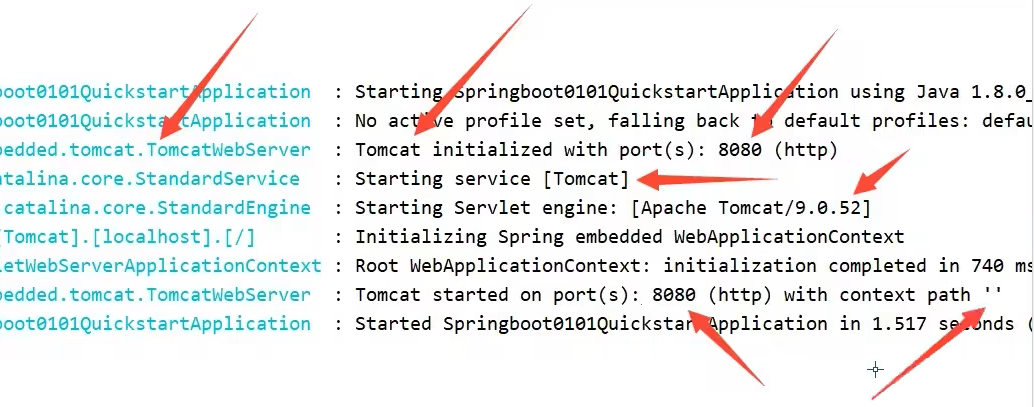 boot0101QuickstartApplication : Starting Springboot0101QuickstartApplication using Java 1.8.0_
boot0101QuickstartApplication : No active profile set, falling back to default profiles: defau
bedded.tomcat.TomcatWebServer : Tomcat initialized with port(s): 8080 (http)
atalina.core.StandardService : Starting service [Tomcat]
catalina.core.StandardEngine : Starting Servlet engine: [Apache Tomcat/9.0.52]
[Tomcat].[localhost].[/] : Initializing Spring embedded WebApplicationContext
letWebServerApplicationContext : Root WebApplicationContext: initialization completed in 740 ms
bedded.tomcat.TomcatWebServer : Tomcat started on port(s): 8080 (http) with context path ''
boot0101QuickstartApplication : Started Springboot0101QuickstartApplication in 1.517 seconds (